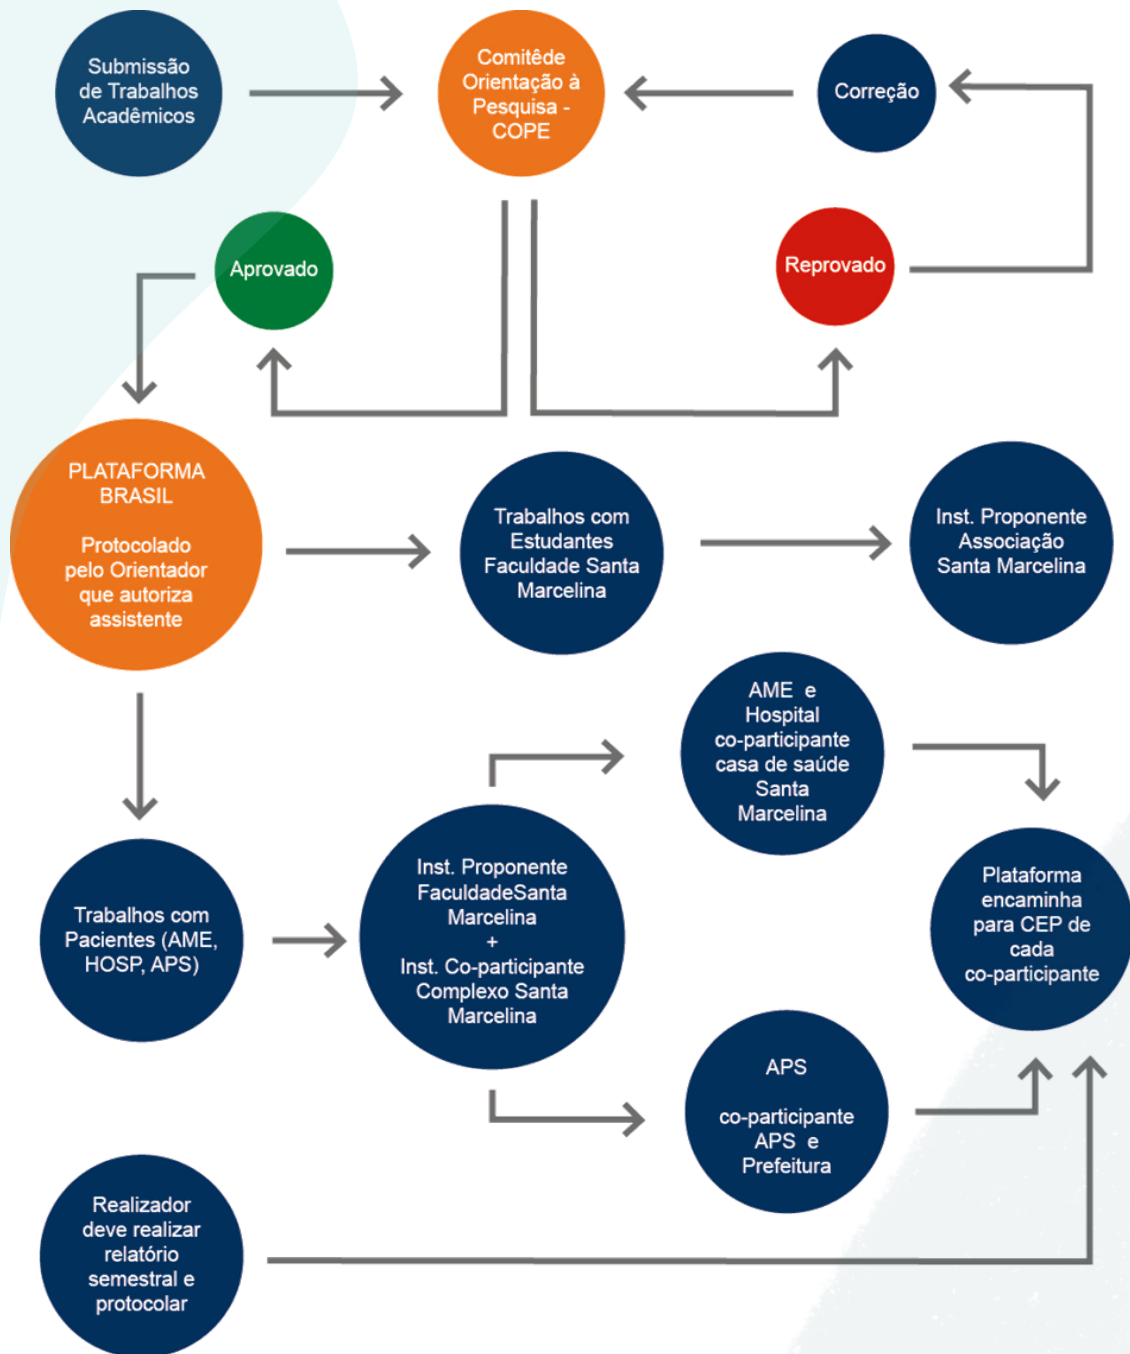 Submissão
de Trabalhos
Acadêmicos
Comitêde
Orientação à
Pesquisa -
COPE
Correção
Aprovado
Reprovado
PLATAFORMA
BRASIL
Protocolado
pelo Orientador
que autoriza
assistente
Trabalhos com
Estudantes
Faculdade Santa
Marcelina
Inst. Proponente
Associação
Santa Marcelina
AME e
Hospital
co-participante
casa de saúde
Santa
Marcelina
Trabalhos com
Pacientes (AME,
HOSP, APS)
Inst. Proponente
FaculdadeSanta
Marcelina
+
Inst. Co-participante
Complexo Santa
Marcelina
Plataforma
encaminha
para CEP de
cada
co-participante
APS
co-participante
APS e
Prefeitura
Realizador
deve realizar
relatório
semestral e
protocolar